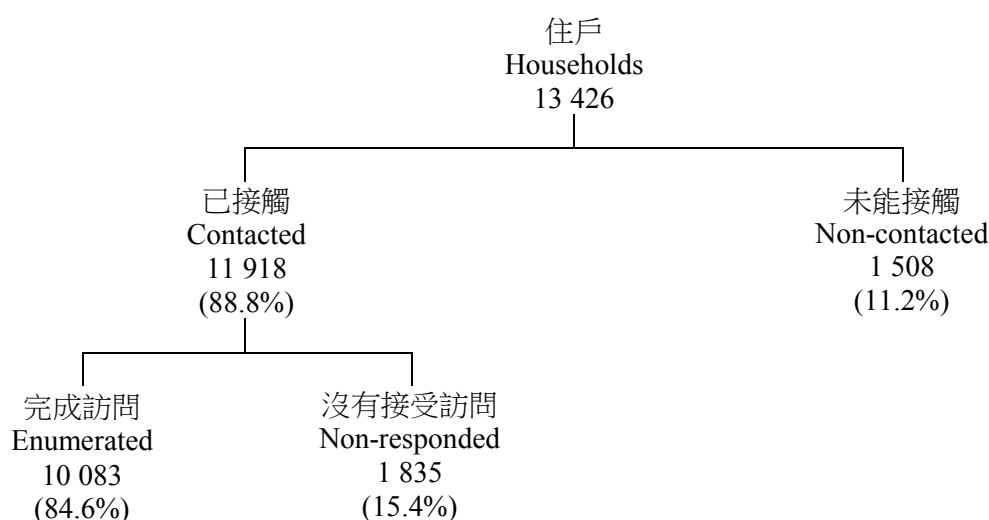 住戶
Households
13 426
已接觸
Contacted
11 918
(88.8%)
未能接觸
Non-contacted
1 508
(11.2%)
完成訪問
Enumerated
10 083
(84.6%)
沒有接受訪問
Non-responded
1 835
(15.4%)